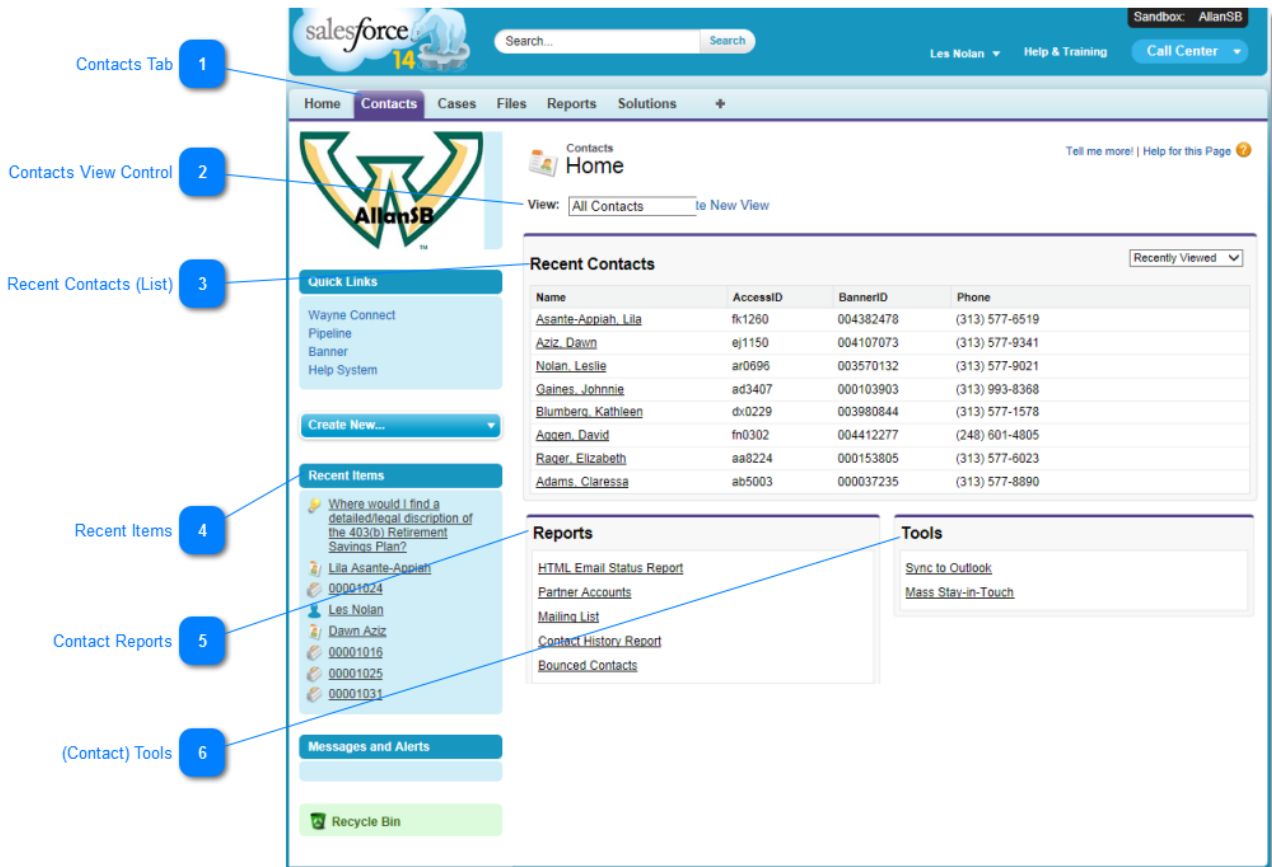 Contacts Tab 1
Contacts View Control 2
Recent Contacts (List) 3
Recent Items 4
Contact Reports 5
(Contact) Tools 6
salesforce
14
Search... Search
Sandbox: AllanSB
Les Nolan Help & Training Call Center
Home Contacts Cases Files Reports Solutions +
AllanSB
TM
Quick Links
Wayne Connect
Pipeline
Banner
Help System
Create New...
Recent Items
Where would I find a
detailed/legal discription of
the 403(b) Retirement
Savings Plan?
Lila Asante-Appiah
00001024
Les Nolan
Dawn Aziz
00001016
00001025
00001031
Messages and Alerts
Recycle Bin
Contacts
Home
Tell me more! | Help for this Page ?
View: All Contacts te New View
Recent Contacts Recently Viewed
Name AccessID BannerID Phone
Asante-Appiah, Lila fk1260 004382478 (313) 577-6519
Aziz, Dawn ej1150 004107073 (313) 577-9341
Nolan, Leslie ar0696 003570132 (313) 577-9021
Gaines, Johnnie ad3407 000103903 (313) 993-8368
Blumberg, Kathleen dx0229 003980844 (313) 577-1578
Aggen, David fn0302 004412277 (248) 601-4805
Rager, Elizabeth aa8224 000153805 (313) 577-6023
Adams, Claressa ab5003 000037235 (313) 577-8890
Reports
HTML Email Status Report
Partner Accounts
Mailing List
Contact History Report
Bounced Contacts
Tools
Sync to Outlook
Mass Stay-in-Touch